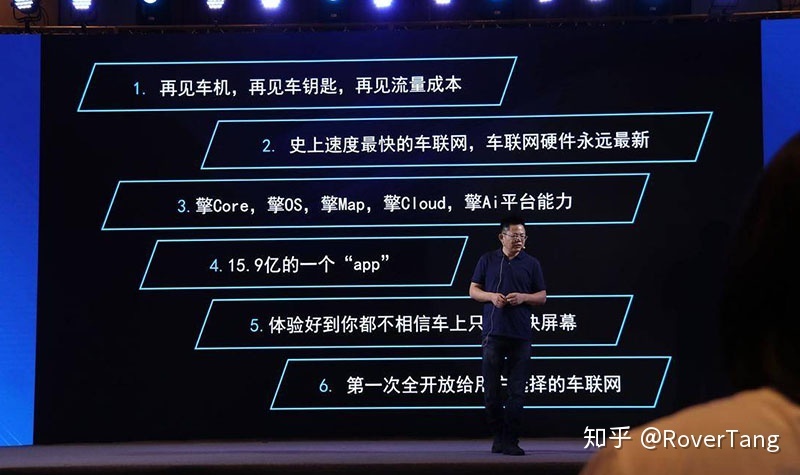 1. 再见车机，再见车钥匙，再见流量成本
2. 史上速度最快的车联网，车联网硬件永远最新
3.擎Core，擎OS，擎Map，擎Cloud，擎Ai平台能力
4.15.9亿的一个“app”
5.体验好到你都不相信车上只 块屏幕
6. 第一次全开放给用 选择的车联网
知乎 @RoverTang